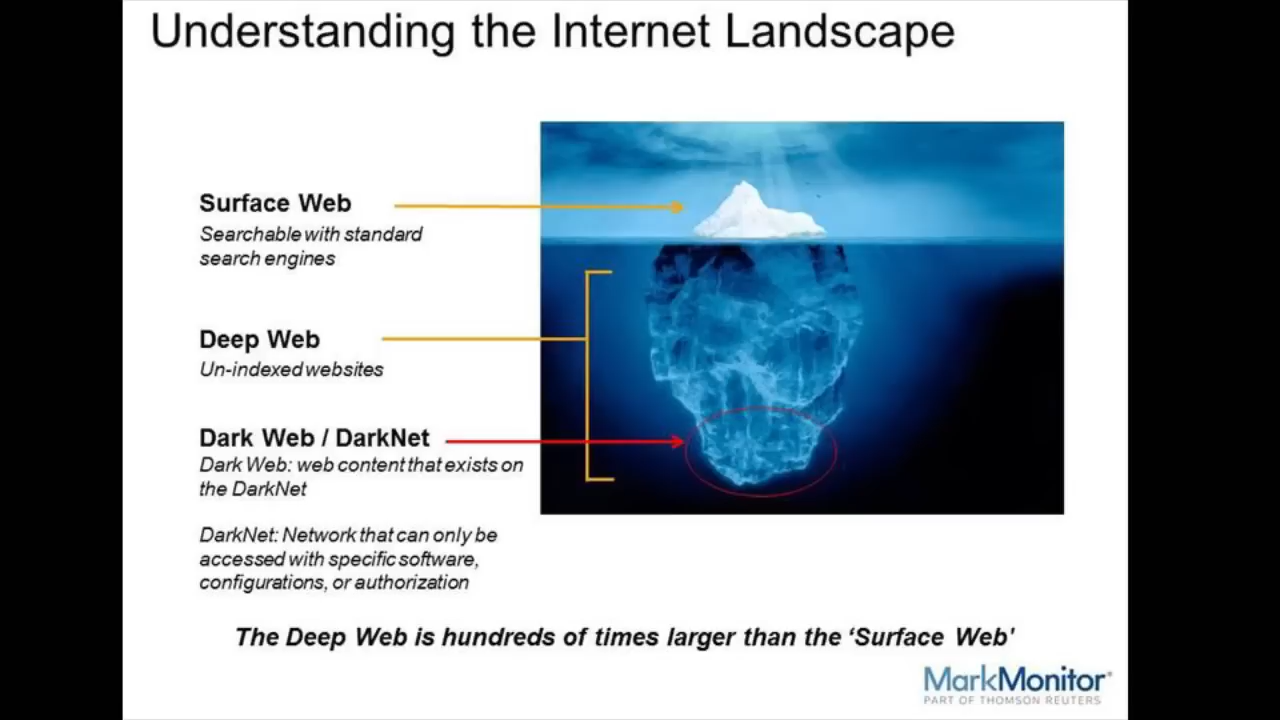 Understanding the Internet Landscape
Surface Web
Searchable with standard
search engines
Deep Web
Un-indexed websites
Dark Web / DarkNet
Dark Web: web content that exists on
the DarkNet
DarkNet: Network that can only be
accessed with specific software,
configurations, or authorization
The Deep Web is hundreds of times larger than the ‘Surface Web'
MarkMonitor®
PART OF THOMSON REUTERS